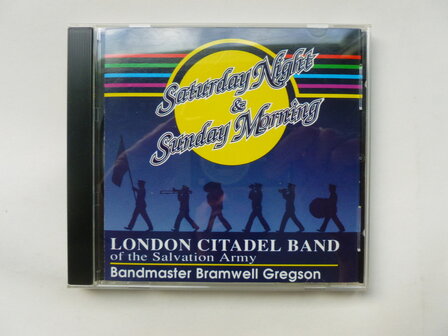 Saturday Night
&
Sunday Morning
LONDON CITADEL BAND
of the Salvation Army
Bandmaster Bramwell Gregson